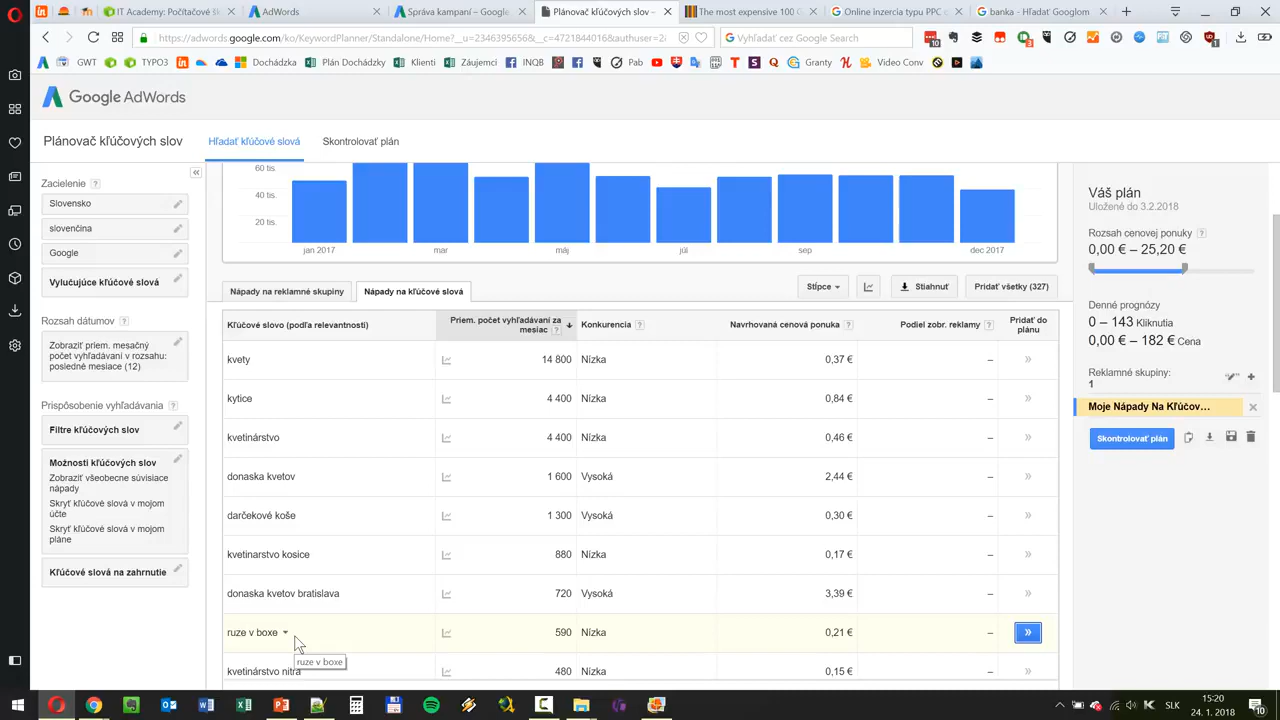 IT Academy: Počítačové šk
AdWords
Správa kampaní: Google
Plánovač kľúčových slov –
The most expensive 100 G
Online inzercia typu PPC c
banka - Hľadať Googlom
https://adwords.google.com/ko/KeywordPlanner/Standalone/Home?__u=2346395656&__c=4721844016&authuser=2
Vyhľadať cez Google Search
GWT
TYPO3
Dochádzka
Plán Dochádzky
Klienti
Záujemci
INQB
Pab
Granty
Video Conv
Google AdWords
Plánovač kľúčových slov
Hľadať kľúčové slová
Skontrolovať plán
Zacielenie ?
Slovensko
slovenčina
Google
Vylučujúce kľúčové slová
Rozsah dátumov ?
Zobraziť priem. mesačný
počet vyhľadávaní v rozsahu:
posledné mesiace (12)
Prispôsobenie vyhľadávania ?
Filtre kľúčových slov
Možnosti kľúčových slov
Zobraziť všeobecne súvisiace
nápady
Skryť kľúčové slová v mojom
účte
Skryť kľúčové slová v mojom
pláne
Kľúčové slová na zahrnutie
60 tis.
40 tis.
20 tis.
jan 2017
mar
máj
júl
sep
dec 2017
Nápady na reklamné skupiny
Nápady na kľúčové slová
Stĺpce
Stiahnuť
Pridať všetky (327)
Kľúčové slovo (podľa relevantnosti)
Priem. počet vyhľadávaní za
mesiac ?
Konkurencia ?
Navrhovaná cenová ponuka ?
Podiel zobr. reklamy ?
Pridať do
plánu
kvety 14 800 Nízka 0,37 € – »
kytice 4 400 Nízka 0,84 € – »
kvetinárstvo 4 400 Nízka 0,46 € – »
donaska kvetov 1 600 Vysoká 2,44 € – »
darčekové koše 1 300 Vysoká 0,30 € – »
kvetinarstvo kosice 880 Nízka 0,17 € – »
donaska kvetov bratislava 720 Vysoká 3,39 € – »
ruze v boxe 590 Nízka 0,21 € – »
ruze v boxe
kvetinárstvo nitra 480 Nízka 0,15 € – »
Váš plán
Uložené do 3.2.2018
Rozsah cenovej ponuky ?
0,00 € – 25,20 €
Denné prognózy
0 – 143 Kliknutia
0,00 € – 182 € Cena
Reklamné skupiny:
1
Moje Nápady Na Kľúčov...
Skontrolovať plán
SLK
15:20
24. 1. 2018